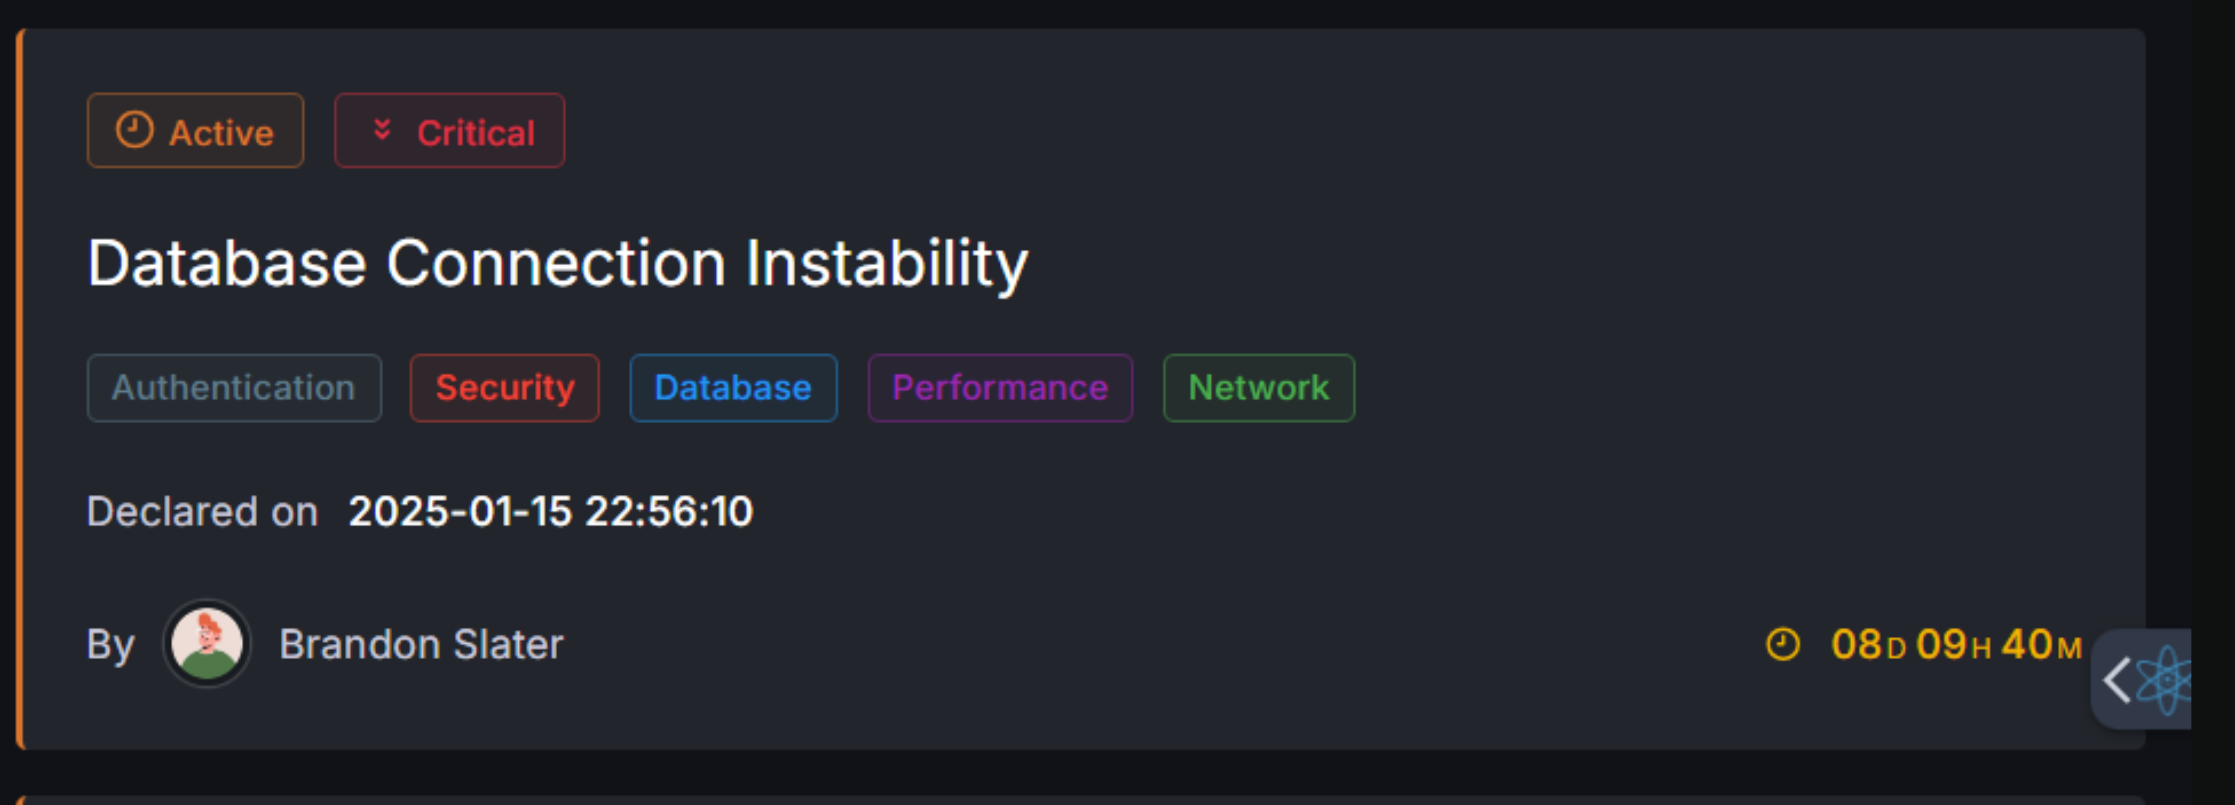 Active Critical
Database Connection Instability
Authentication Security Database Performance Network
Declared on 2025-01-15 22:56:10
By Brandon Slater 08D 09H 40M